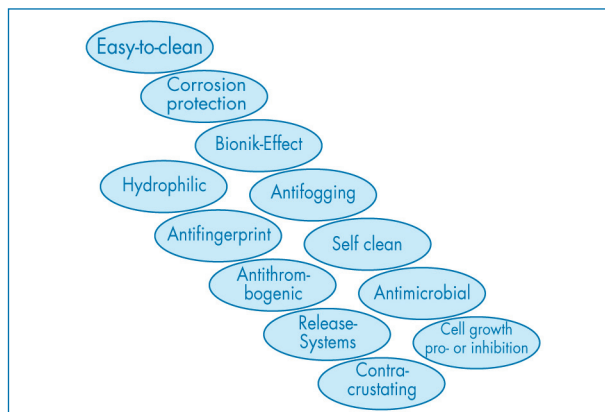 Easy-to-clean
Corrosion
protection
Bionik-Effect
Hydrophilic
Antifogging
Antifingerprint
Self clean
Antithrom-
bogenic
Antimicrobial
Release-
Systems
Cell growth
pro- or inhibition
Contra-
crustating